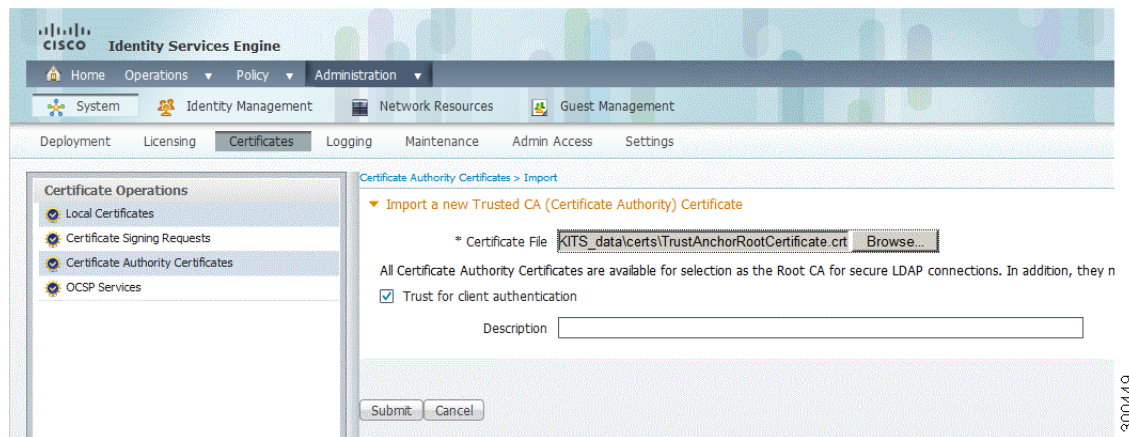 CISCO Identity Services Engine
Home Operations Policy Administration
System Identity Management Network Resources Guest Management
Deployment Licensing Certificates Logging Maintenance Admin Access Settings
Certificate Operations
Local Certificates
Certificate Signing Requests
Certificate Authority Certificates
OCSP Services
Certificate Authority Certificates > Import
Import a new Trusted CA (Certificate Authority) Certificate
* Certificate File KITS_data\certs\TrustAnchorRootCertificate.crt Browse...
All Certificate Authority Certificates are available for selection as the Root CA for secure LDAP connections. In addition, they
Trust for client authentication
Description
Submit Cancel